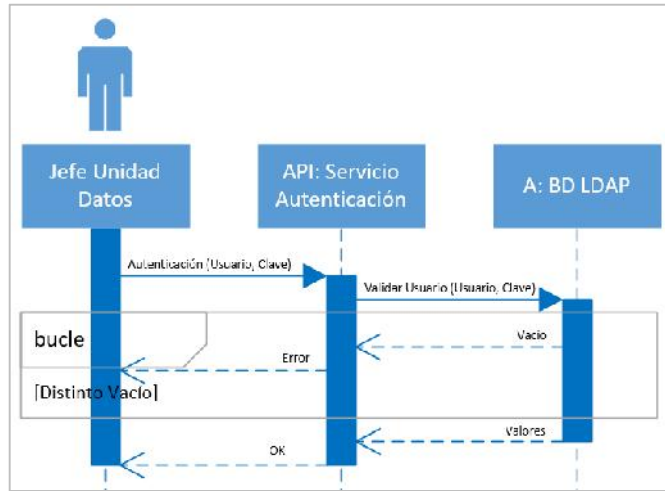 Jefe Unidad
Datos
API: Servicio
Autenticación
A: BD LDAP
Autenticación (Usuario, Clave)
Validar Usuario (Usuario, Clave)
bucle
Vacio
Error
[Distinto Vacío]
Valores
OK